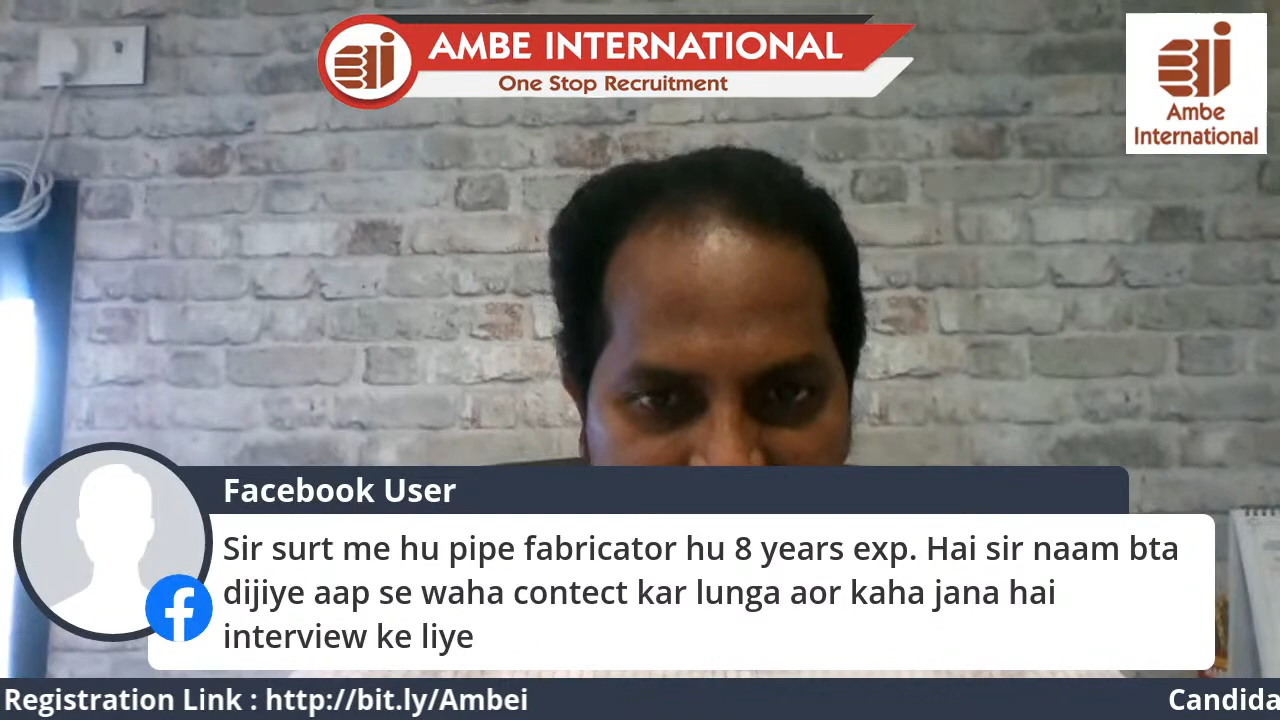 AMBE INTERNATIONAL
One Stop Recruitment
Ambe
International
Facebook User
Sir surt me hu pipe fabricator hu 8 years exp. Hai sir naam bta
dijiye aap se waha contect kar lunga aor kaha jana hai
interview ke liye
Registration Link : http://bit.ly/Ambei
Candida